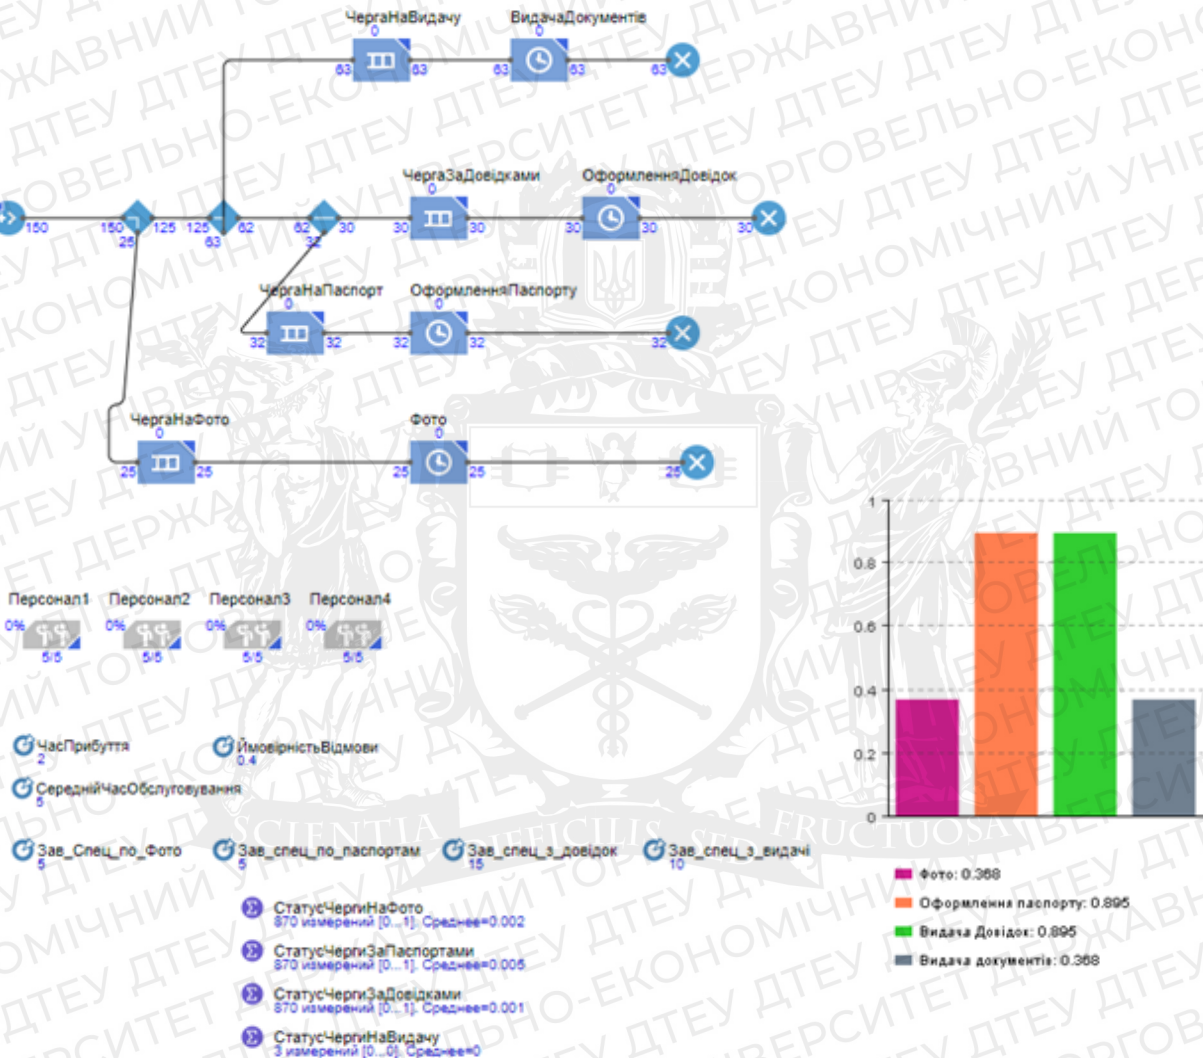 ЧергаНаВидачу ВидачаДокументів
0 0
63 63 63 63 63
ЧергаЗаДовідками ОформленняДовідок
0 0
150 150 125 125 62 62 30 30 30 30 30 30
25 63 32
ЧергаНаПаспорт ОформленняПаспорту
0 0
32 32 32 32 32
ЧергаНаФото Фото
0 0
25 25 25 25 25
Персонал1 Персонал2 Персонал3 Персонал4
0% 0% 0% 0%
5/5 5/5 5/5 5/5
ЧасПрибуття ЙмовірністьВідмови
2 0.4
СереднійЧасОбслуговування
5
Зав_Спец_по_Фото Зав_спец_по_паспортам Зав_спец_з_довідок Зав_спец_з_видачі
5 5 15 10
СтатусЧергиНаФото
870 измерений [0...1]. Среднее=0.002
СтатусЧергиЗаПаспортами
870 измерений [0...1]. Среднее=0.005
СтатусЧергиЗаДовідками
870 измерений [0...1]. Среднее=0.001
СтатусЧергиНаВидачу
3 измерений [0...0]. Среднее=0
1
0.8
0.6
0.4
0.2
0
Фото: 0.368
Оформлення паспорту: 0.895
Видача Довідок: 0.895
Видача документів: 0.368
SCIENTIA DIFFICILIS SED FRUCTUOSA